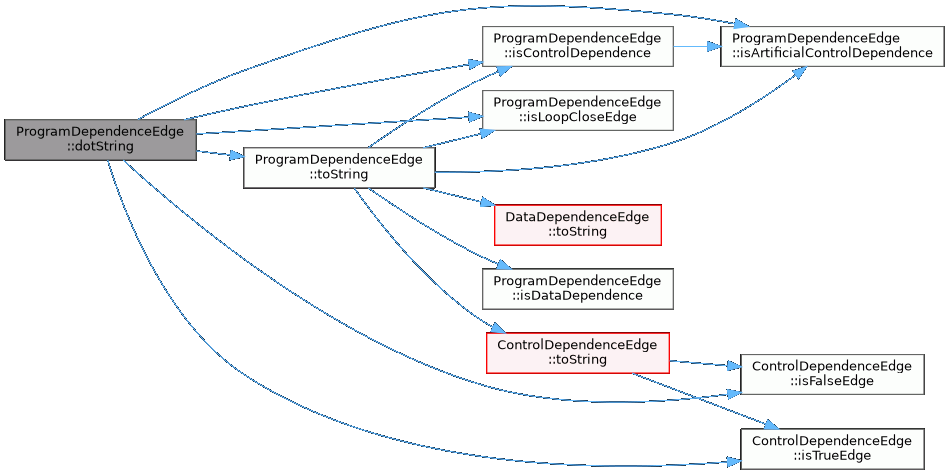 ProgramDependenceEdge
::dotString
ProgramDependenceEdge
::toString
ProgramDependenceEdge
::isControlDependence
ProgramDependenceEdge
::isLoopCloseEdge
DataDependenceEdge
::toString
ProgramDependenceEdge
::isDataDependence
ControlDependenceEdge
::toString
ProgramDependenceEdge
::isArtificialControlDependence
ControlDependenceEdge
::isFalseEdge
ControlDependenceEdge
::isTrueEdge